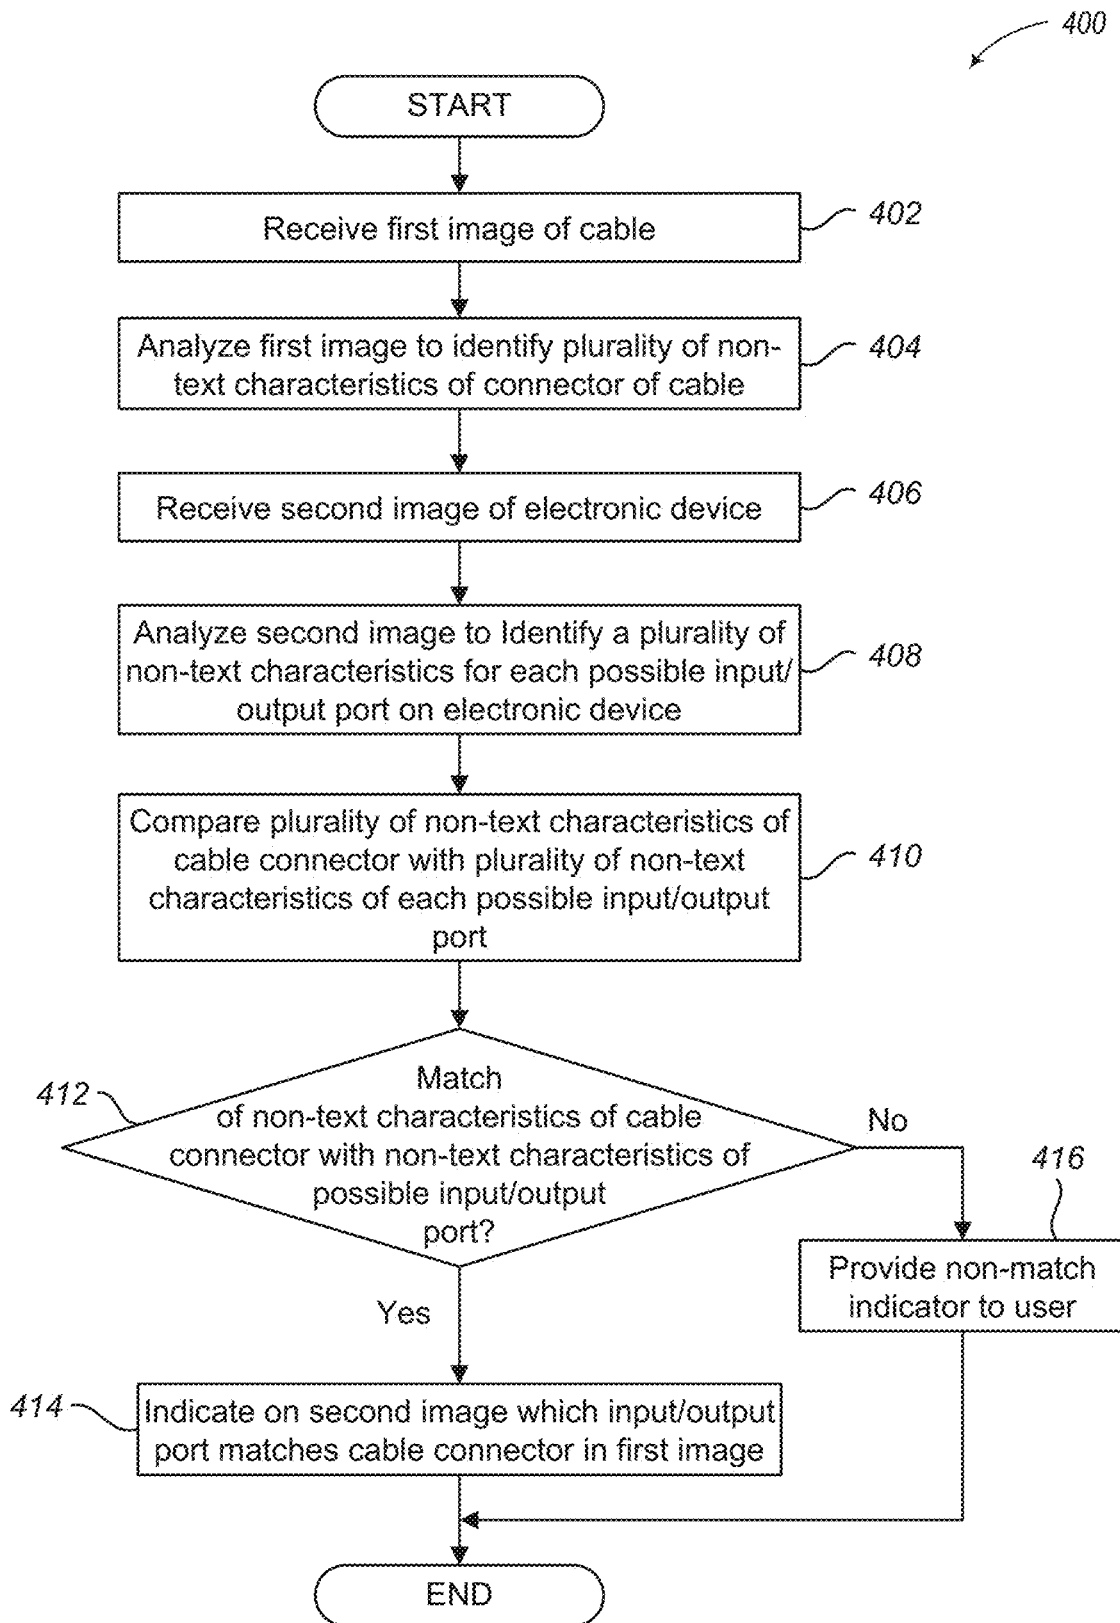 400
START
Receive first image of cable
402
Analyze first image to identify plurality of non-
text characteristics of connector of cable
404
Receive second image of electronic device
406
Analyze second image to Identify a plurality of
non-text characteristics for each possible input/
output port on electronic device
408
Compare plurality of non-text characteristics of
cable connector with plurality of non-text
characteristics of each possible input/output
port
410
412
Match
of non-text characteristics of cable
connector with non-text characteristics of
possible input/output
port?
No
416
Provide non-match
indicator to user
Yes
414
Indicate on second image which input/output
port matches cable connector in first image
END